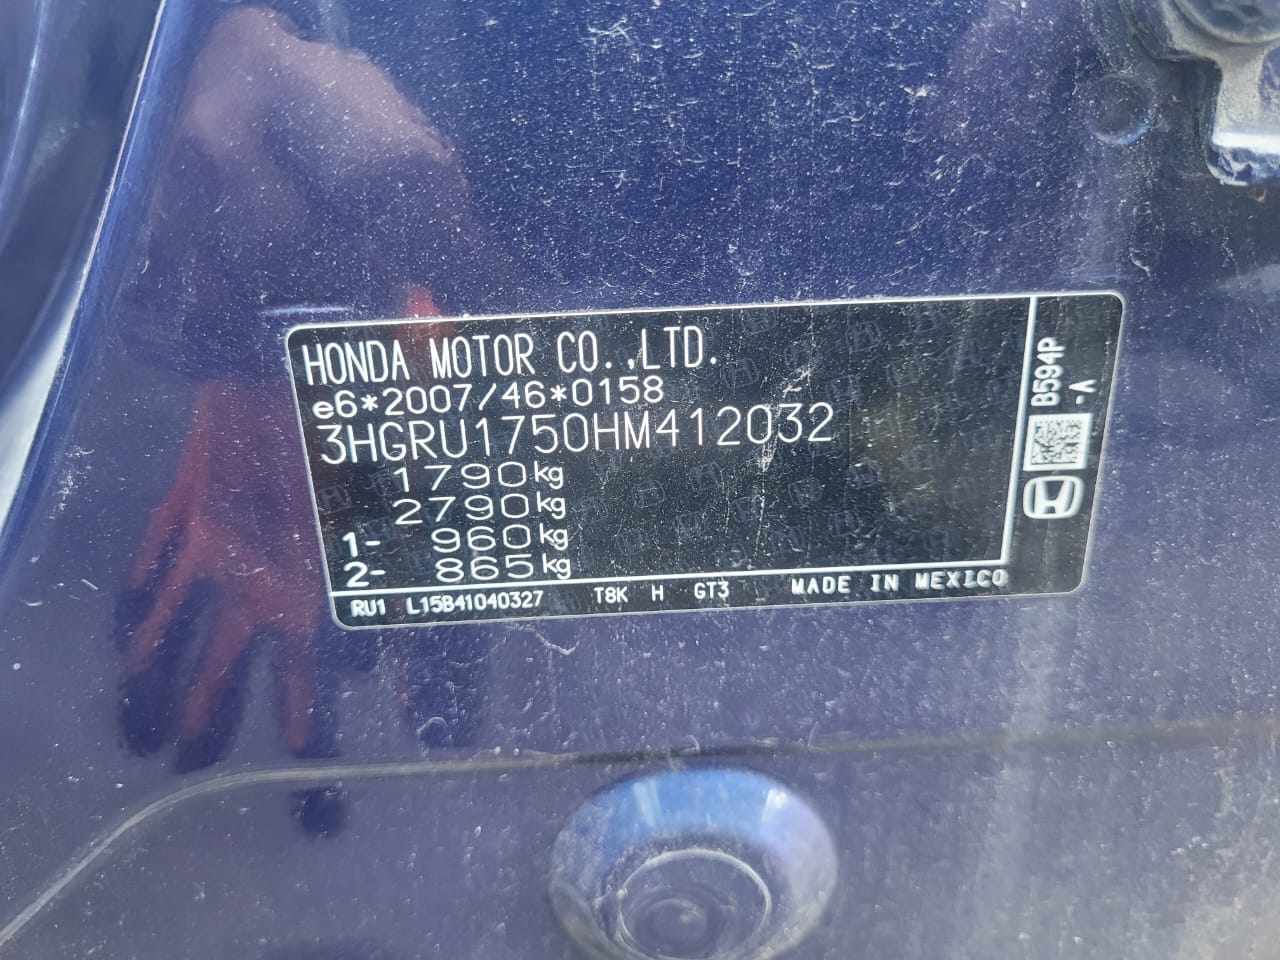 HONDA MOTOR CO.,LTD.
e6*2007/46*0158
3HGRU1750HM412032
1790kg
2790kg
1- 960kg
2- 865kg
RU1 L15B41040327 T8K H GT3 MADE IN MEXICO
B594P
-A